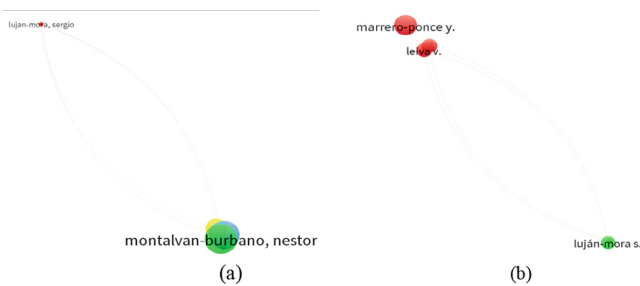 lujan-mora, sergio
montalvan-burbano, nestor
(a)
marrero-ponce y.
leiva v.
luján-mora s.
(b)